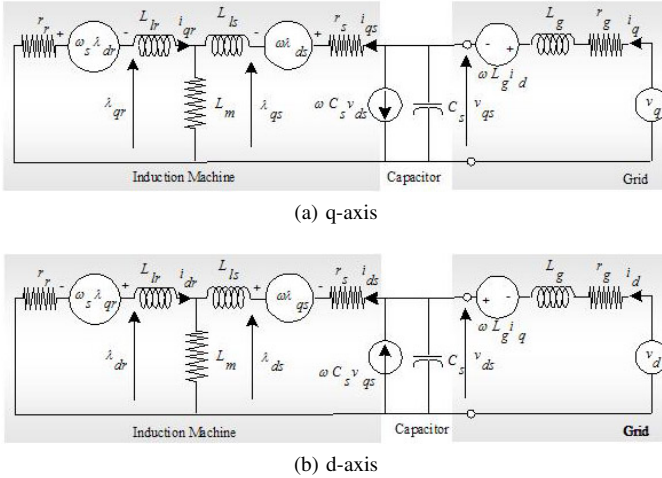 r_r + ω_s λ_dr - L_lr i_qr L_ls - ωλ_ds + r_s i_qs - + L_g r_g i_q
ω L_g i_d
λ_qr L_m λ_qs ω C_s v_ds C_s v_qs v_q
Induction Machine Capacitor Grid
(a) q-axis
r_r - ω_s λ_qr + L_lr i_dr L_ls + ωλ_qs - r_s i_ds + - L_g r_g i_d
ω L_g i_q
λ_dr L_m λ_ds ω C_s v_qs C_s v_ds v_d
Induction Machine Capacitor Grid
(b) d-axis